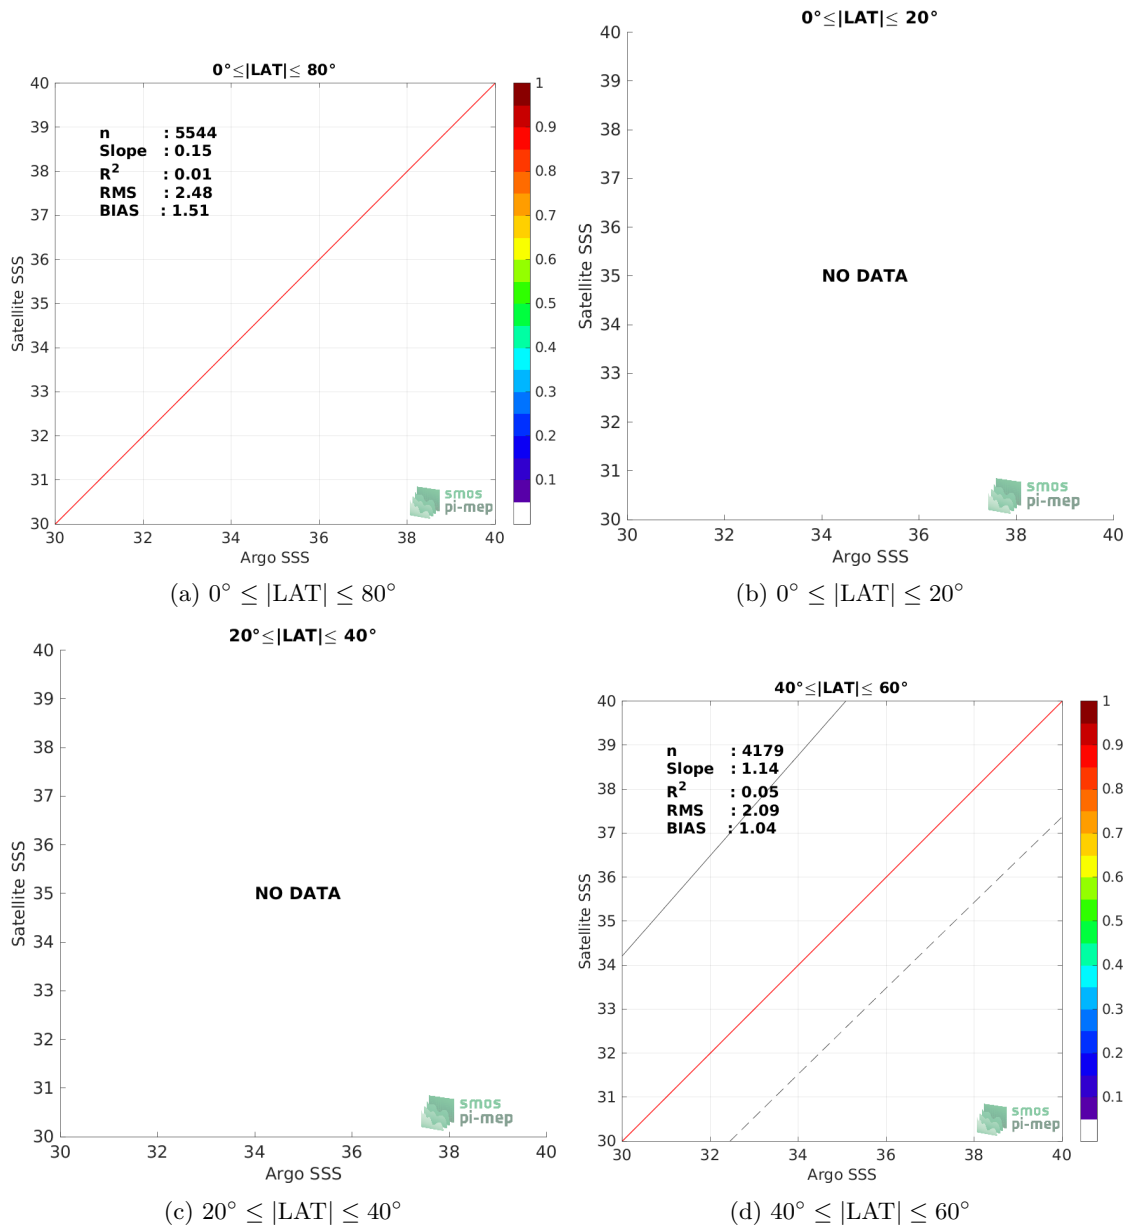 0°≤|LAT|≤ 80°
40
39
38
37
36
35
34
33
32
31
30
Satellite SSS
n : 5544
Slope : 0.15
R² : 0.01
RMS : 2.48
BIAS : 1.51
smos
pi-mep
30 32 34 36 38 40
Argo SSS
1
0.9
0.8
0.7
0.6
0.5
0.4
0.3
0.2
0.1
(a) 0° ≤ |LAT| ≤ 80°
0°≤|LAT|≤ 20°
40
39
38
37
36
35
34
33
32
31
30
Satellite SSS
NO DATA
smos
pi-mep
30 32 34 36 38 40
Argo SSS
(b) 0° ≤ |LAT| ≤ 20°
20°≤|LAT|≤ 40°
40
39
38
37
36
35
34
33
32
31
30
Satellite SSS
NO DATA
smos
pi-mep
30 32 34 36 38 40
Argo SSS
(c) 20° ≤ |LAT| ≤ 40°
40°≤|LAT|≤ 60°
40
39
38
37
36
35
34
33
32
31
30
Satellite SSS
n : 4179
Slope : 1.14
R² : 0.05
RMS : 2.09
BIAS : 1.04
smos
pi-mep
30 32 34 36 38 40
Argo SSS
1
0.9
0.8
0.7
0.6
0.5
0.4
0.3
0.2
0.1
(d) 40° ≤ |LAT| ≤ 60°